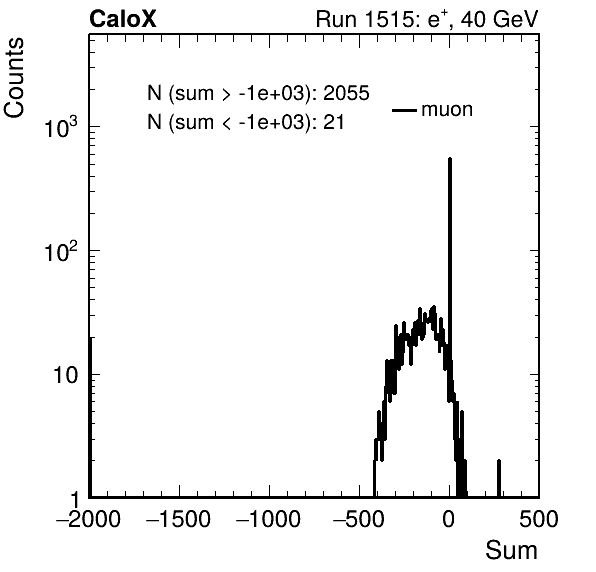 CaloX Run 1515: e⁺, 40 GeV
Counts
N (sum > -1e+03): 2055
N (sum < -1e+03): 21
muon
10³
10²
10
1
−2000 −1500 −1000 −500 0 500
Sum